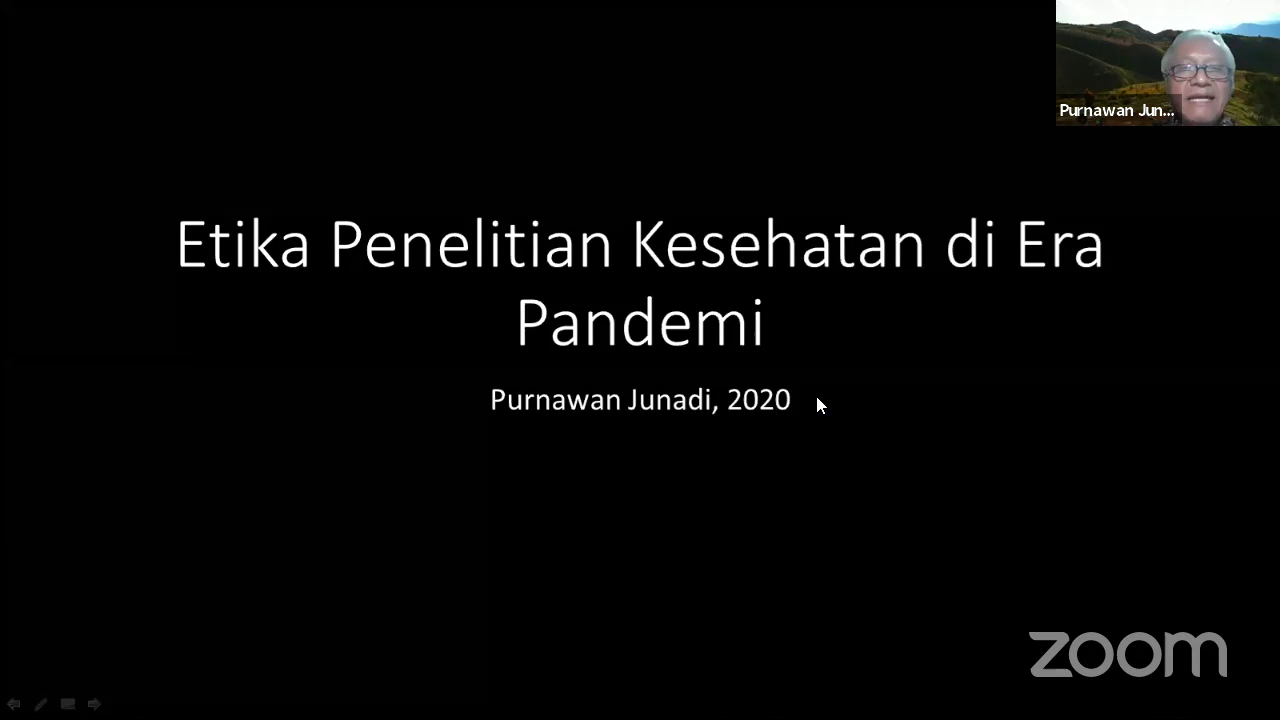 Purnawan Jun...
Etika Penelitian Kesehatan di Era
Pandemi
Purnawan Junadi, 2020
zoom